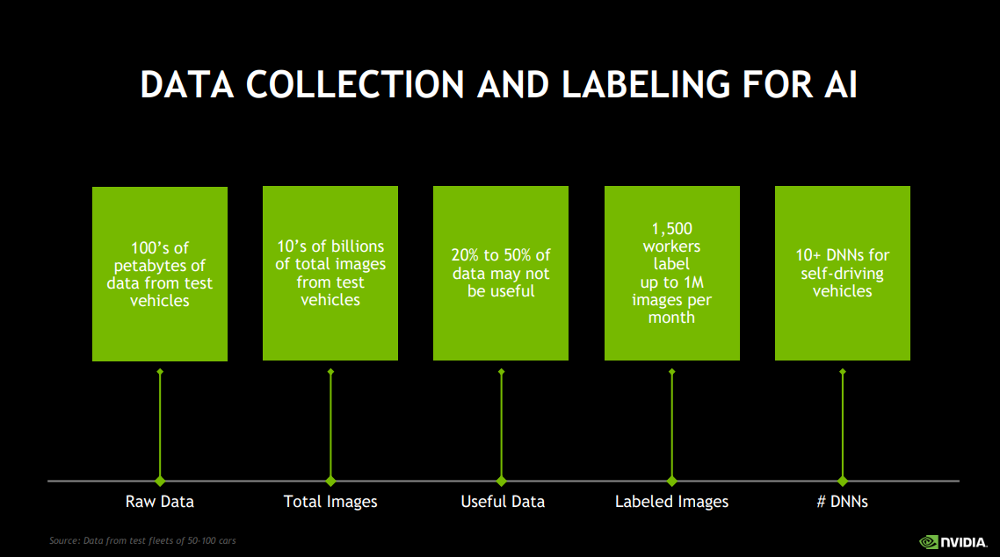 DATA COLLECTION AND LABELING FOR AI
100’s of
petabytes of
data from test
vehicles
10’s of billions
of total images
from test
vehicles
20% to 50% of
data may not
be useful
1,500
workers
label
up to 1M
images per
month
10+ DNNs for
self-driving
vehicles
Raw Data
Total Images
Useful Data
Labeled Images
# DNNs
Source: Data from test fleets of 50-100 cars
NVIDIA.